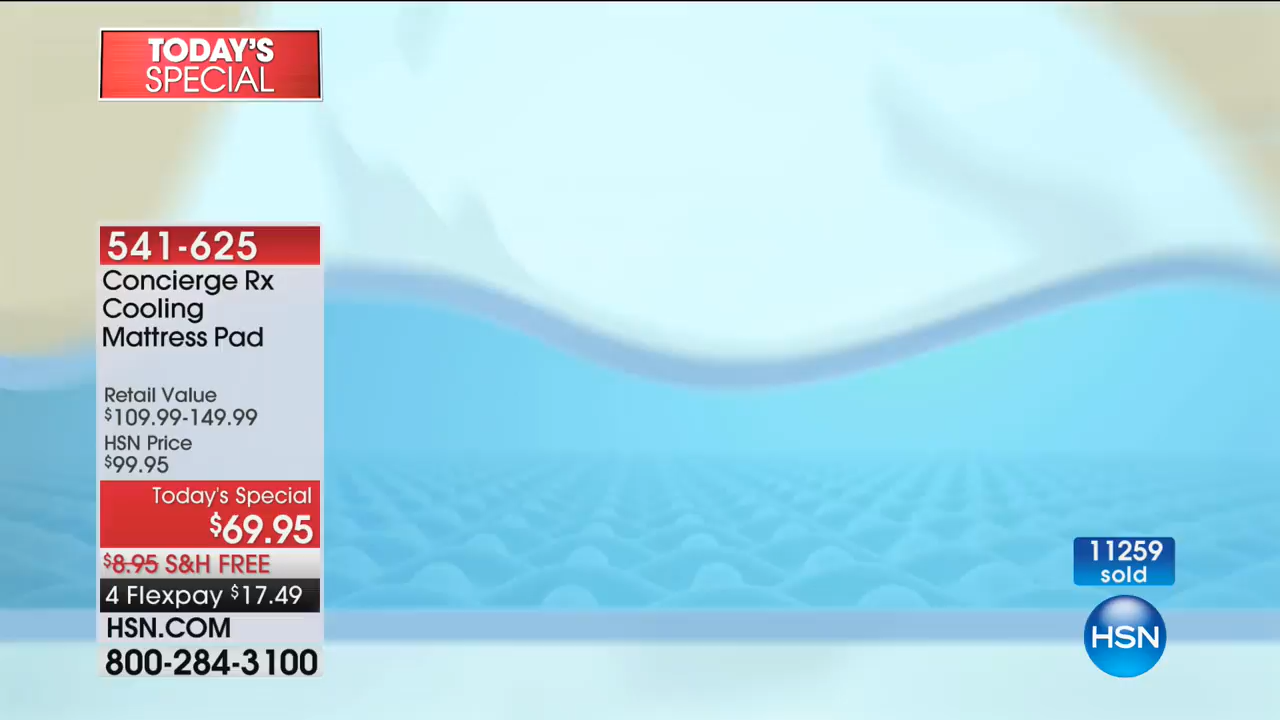 TODAY'S
SPECIAL
541-625
Concierge Rx
Cooling
Mattress Pad
Retail Value
$109.99-149.99
HSN Price
$99.95
Today's Special
$69.95
$8.95 S&H FREE
4 Flexpay $17.49
HSN.COM
800-284-3100
11259
sold
HSN